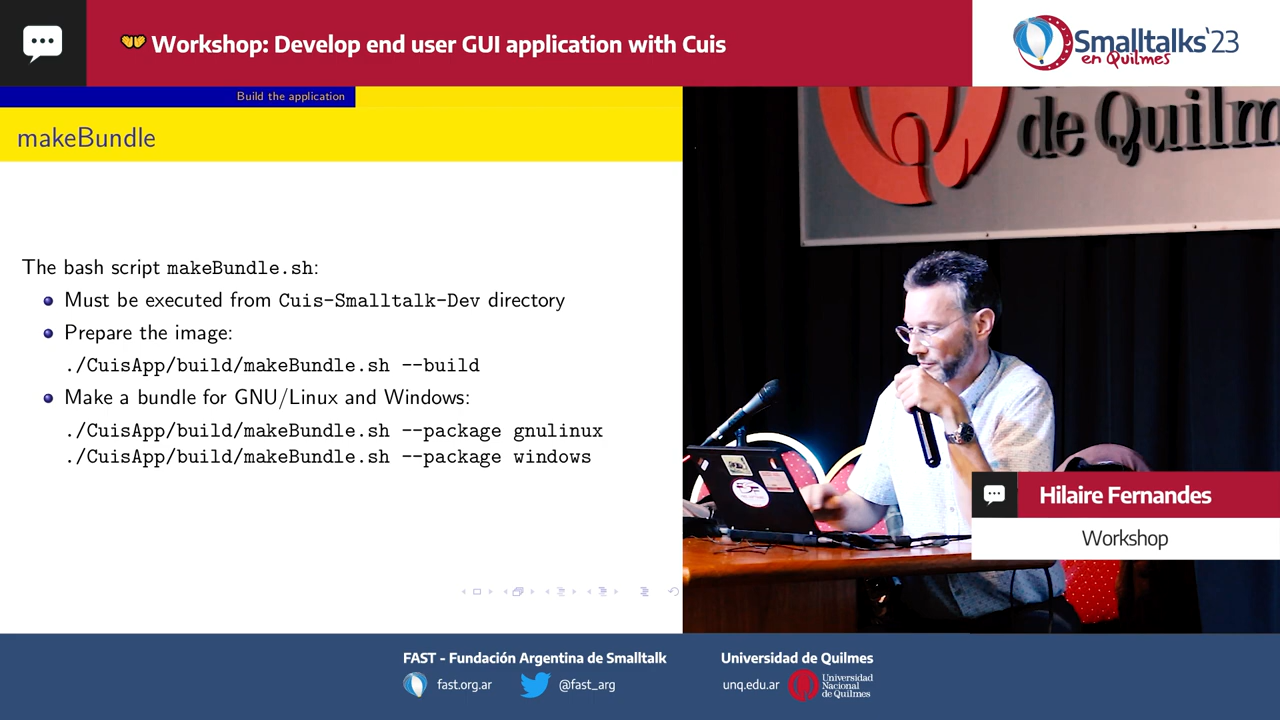 Workshop: Develop end user GUI application with Cuis
Smalltalks'23
en Quilmes
Build the application
makeBundle
The bash script makeBundle.sh:
Must be executed from Cuis-Smalltalk-Dev directory
Prepare the image:
./CuisApp/build/makeBundle.sh --build
Make a bundle for GNU/Linux and Windows:
./CuisApp/build/makeBundle.sh --package gnulinux
./CuisApp/build/makeBundle.sh --package windows
de Quilm
Hilaire Fernandes
Workshop
FAST - Fundación Argentina de Smalltalk
fast.org.ar
@fast_arg
Universidad de Quilmes
unq.edu.ar
Universidad
Nacional
de Quilmes